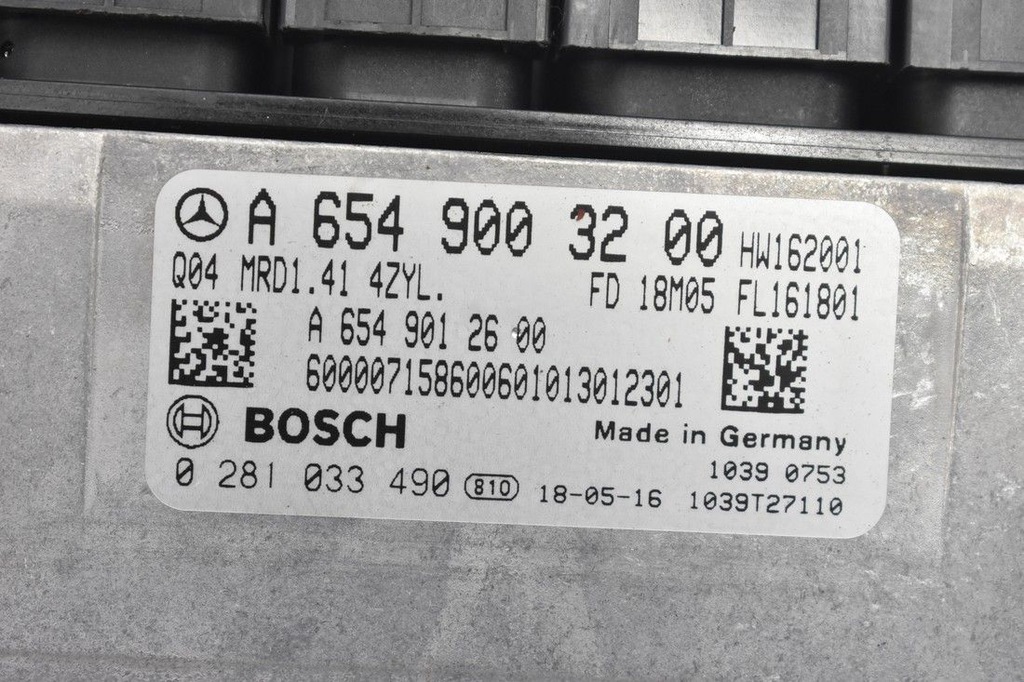 A 654 900 32 00 HW162001
Q04 MRD1.41 4ZYL. FD 18M05 FL161801
A 654 901 26 00
600007158600601013012301
BOSCH Made in Germany
1039 0753
0 281 033 490 810 18-05-16 1039T27110